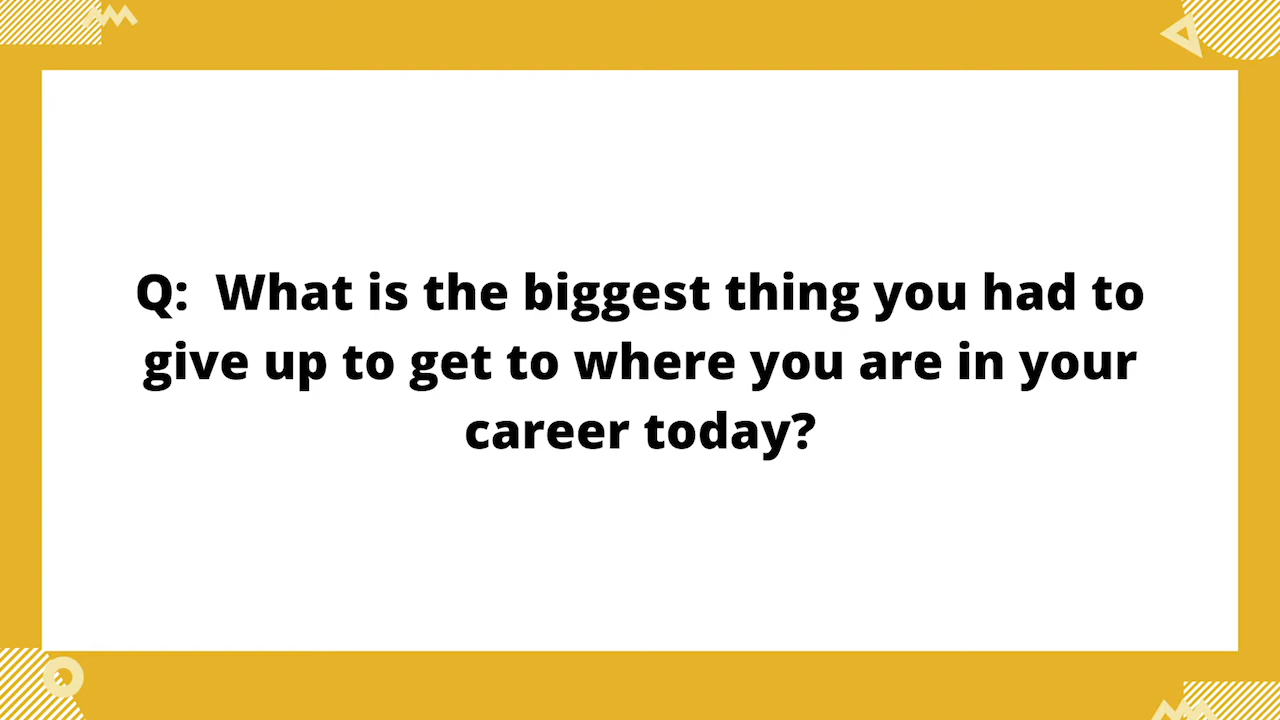 Q:  What is the biggest thing you had to
give up to get to where you are in your
career today?